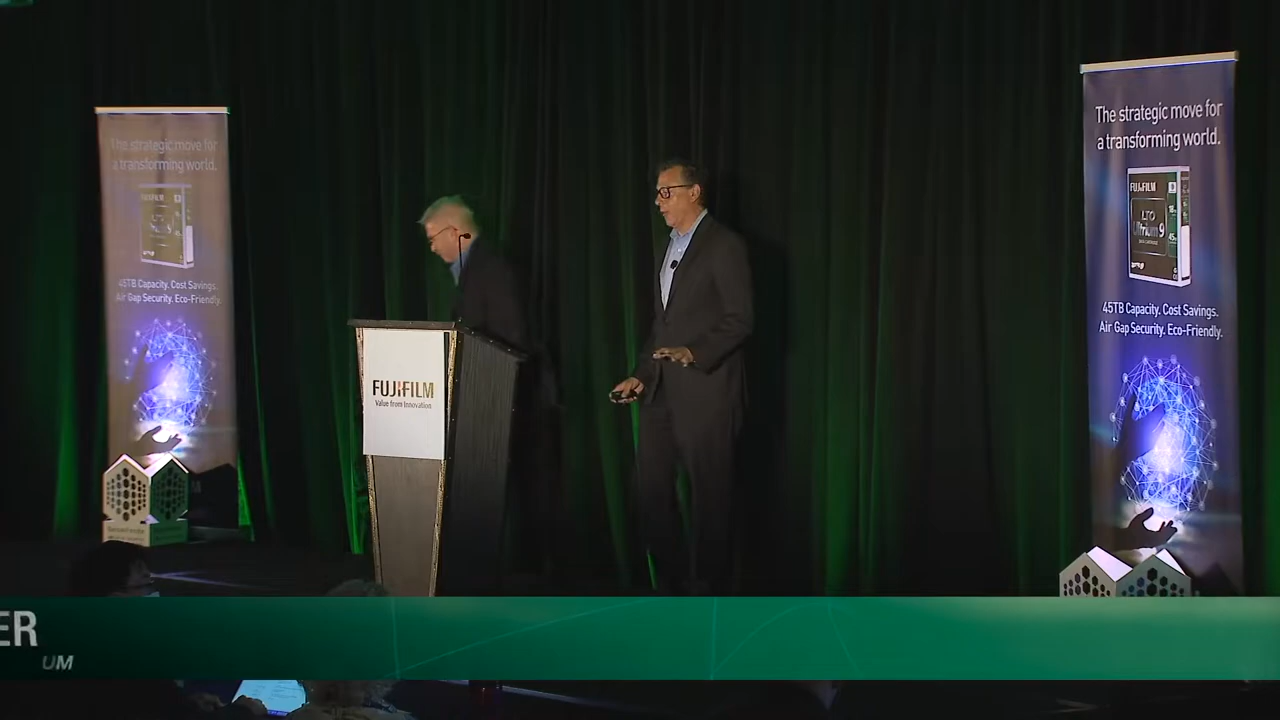 The strategic move for
a transforming world.
FUJIFILM
45TB Capacity. Cost Savings.
Air Gap Security. Eco-Friendly.
FUJIFILM
Value from Innovation
The strategic move for
a transforming world.
FUJIFILM
9
LTO
Ultrium 9
45TB Capacity. Cost Savings.
Air Gap Security. Eco-Friendly.
ER
UM